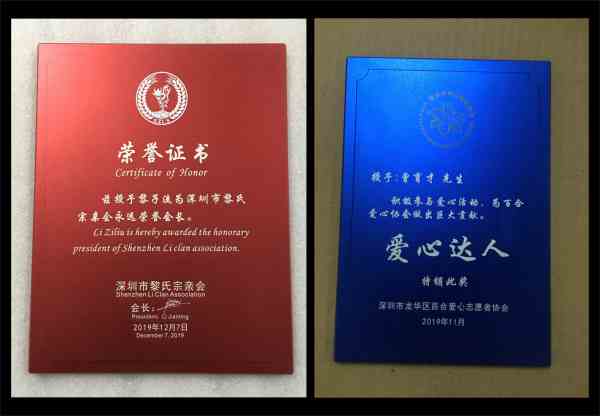 荣誉证书
Certificate of Honor
兹授予黎子流为深圳市黎氏
宗亲会永远荣誉会长。
Li Ziliu is hereby awarded the honorary
president of Shenzhen Li clan association.
深圳市黎氏宗亲会
Shenzhen Li Clan Association
会长:
President: Li Jianting
2019年12月7日
December 7, 2019
授予:曾育才 先生
积极参与爱心活动,为百合
爱心协会做出巨大贡献。
爱心达人
特颁此奖
深圳市龙华区百合爱心志愿者协会
2019年11月